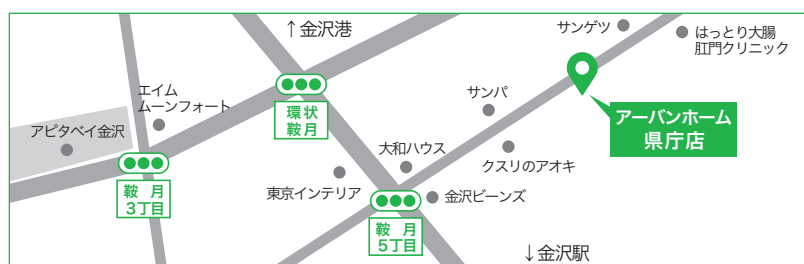 ↑金沢港
サンゲツ
はっとり大腸
肛門クリニック
エイム
ムーンフォート
環状
鞍月
サンパ
アーバンホーム
県庁店
アピタベイ金沢
大和ハウス
クスリのアオキ
東京インテリア
金沢ビーンズ
鞍月
3丁目
鞍月
5丁目
↓金沢駅